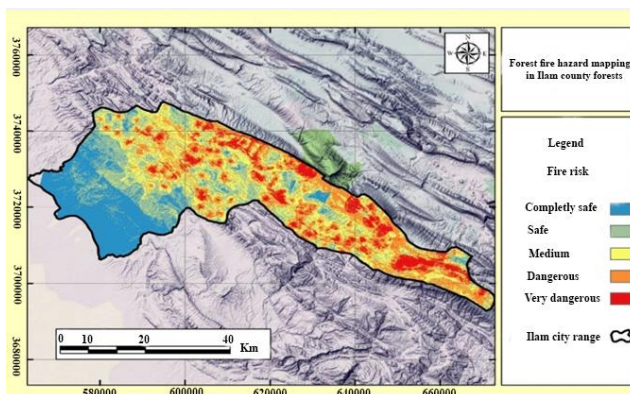 Forest fire hazard mapping
in Ilam county forests
Legend
Fire risk
Completly safe
Safe
Medium
Dangerous
Very dangerous
Ilam city range
N
W
E
S
3760000
3740000
3720000
3700000
3680000
0 10 20 40
Km
580000 600000 620000 640000 660000